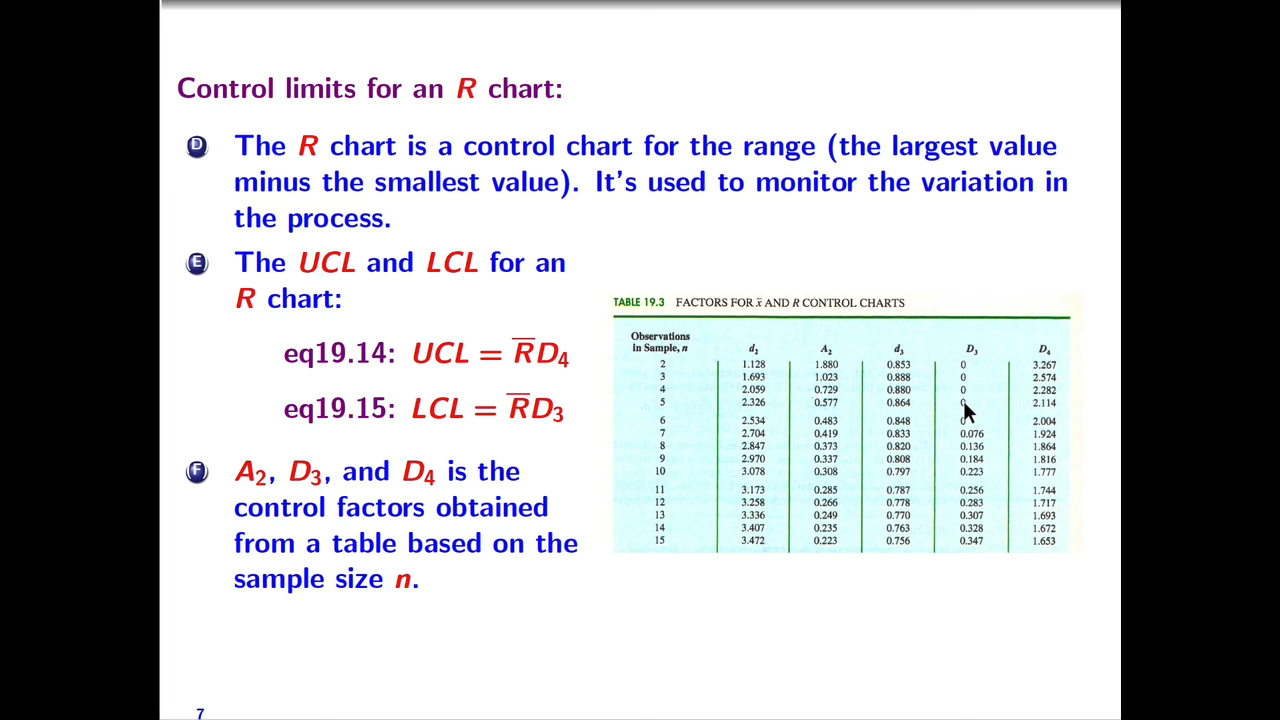 Control limits for an R chart:
D The R chart is a control chart for the range (the largest value
minus the smallest value). It's used to monitor the variation in
the process.
E The UCL and LCL for an
R chart:
eq19.14: UCL = R̅D₄
eq19.15: LCL = R̅D₃
F A₂, D₃, and D₄ is the
control factors obtained
from a table based on the
sample size n.
TABLE 19.3 FACTORS FOR x̄ AND R CONTROL CHARTS
Observations
in Sample, n d₂ A₂ d₃ D₃ D₄
2 1.128 1.880 0.853 0 3.267
3 1.693 1.023 0.888 0 2.574
4 2.059 0.729 0.880 0 2.282
5 2.326 0.577 0.864 0 2.114
6 2.534 0.483 0.848 0 2.004
7 2.704 0.419 0.833 0.076 1.924
8 2.847 0.373 0.820 0.136 1.864
9 2.970 0.337 0.808 0.184 1.816
10 3.078 0.308 0.797 0.223 1.777
11 3.173 0.285 0.787 0.256 1.744
12 3.258 0.266 0.778 0.283 1.717
13 3.336 0.249 0.770 0.307 1.693
14 3.407 0.235 0.763 0.328 1.672
15 3.472 0.223 0.756 0.347 1.653
7